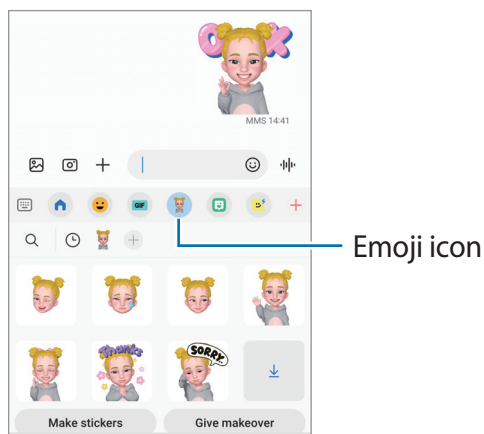 OK
MMS 14:41
GIF
Emoji icon
Thanks
SORRY
Make stickers
Give makeover